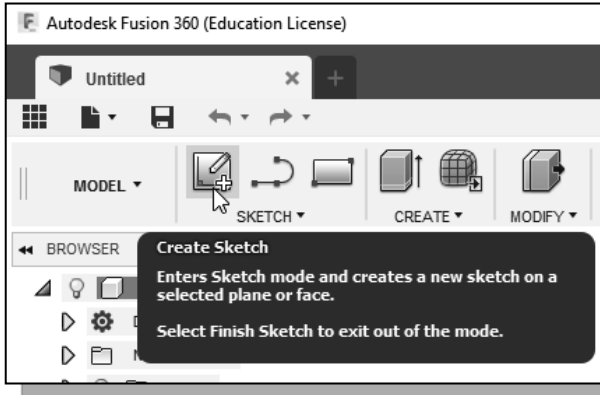 Autodesk Fusion 360 (Education License)
Untitled
MODEL
SKETCH
CREATE
MODIFY
BROWSER
Create Sketch
Enters Sketch mode and creates a new sketch on a
selected plane or face.
Select Finish Sketch to exit out of the mode.